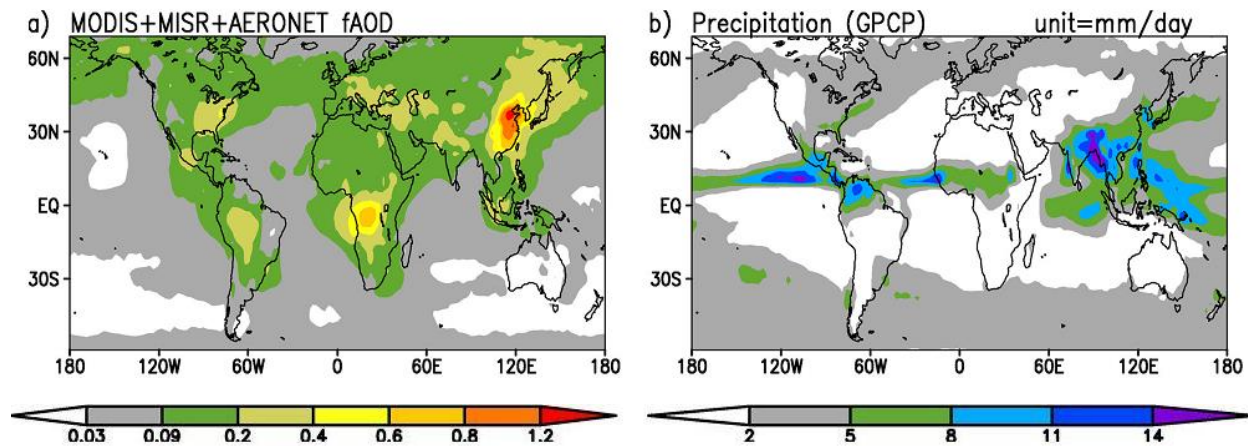 a) MODIS+MISR+AERONET fAOD
60N
30N
EQ
30S
180 120W 60W 0 60E 120E 180
0.03 0.09 0.2 0.4 0.6 0.8 1.2
b) Precipitation (GPCP) unit=mm/day
60N
30N
EQ
30S
180 120W 60W 0 60E 120E 180
2 5 8 11 14